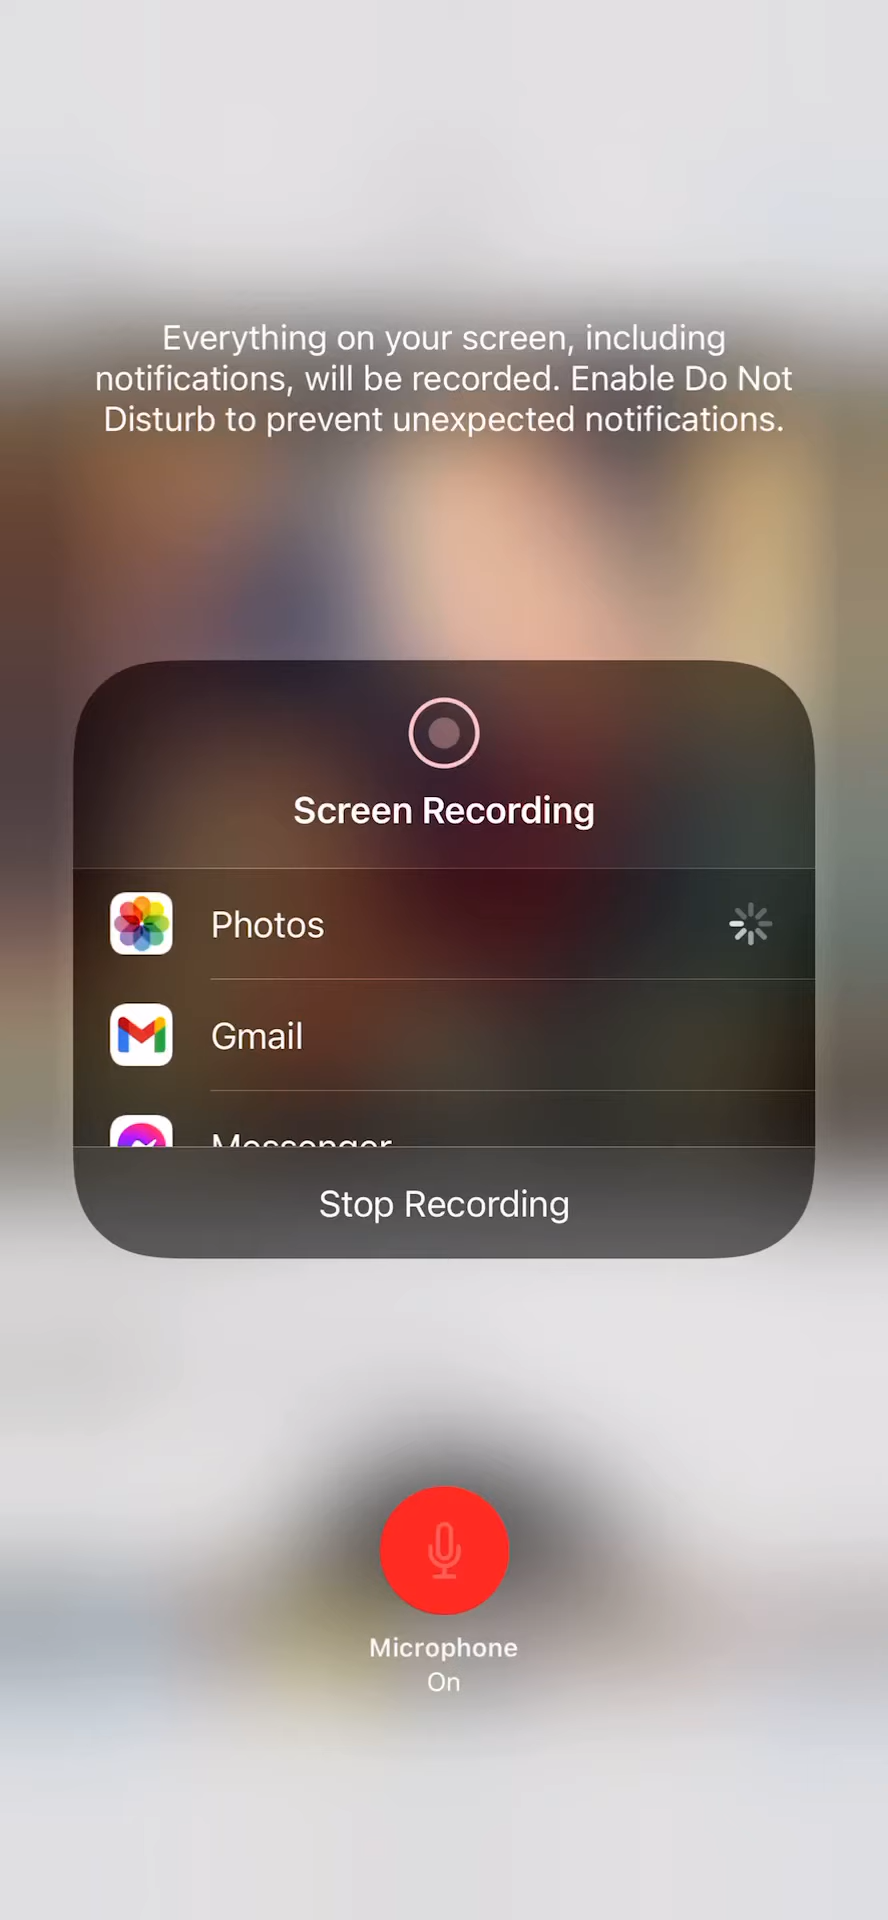 Everything on your screen, including
notifications, will be recorded. Enable Do Not
Disturb to prevent unexpected notifications.
Screen Recording
Photos
Gmail
Messenger
Stop Recording
Microphone
On